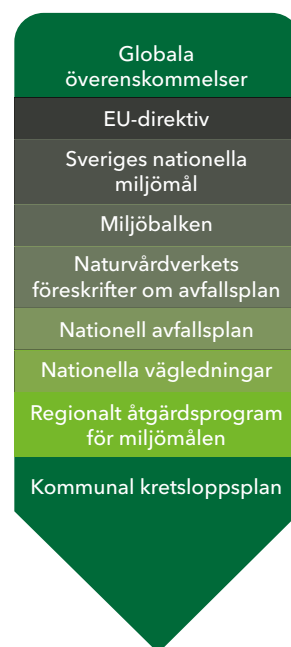 Globala
överenskommelser
EU-direktiv
Sveriges nationella
miljömål
Miljöbalken
Naturvårdverkets
föreskrifter om avfallsplan
Nationell avfallsplan
Nationella vägledningar
Regionalt åtgärdsprogram
för miljömålen
Kommunal kretsloppsplan